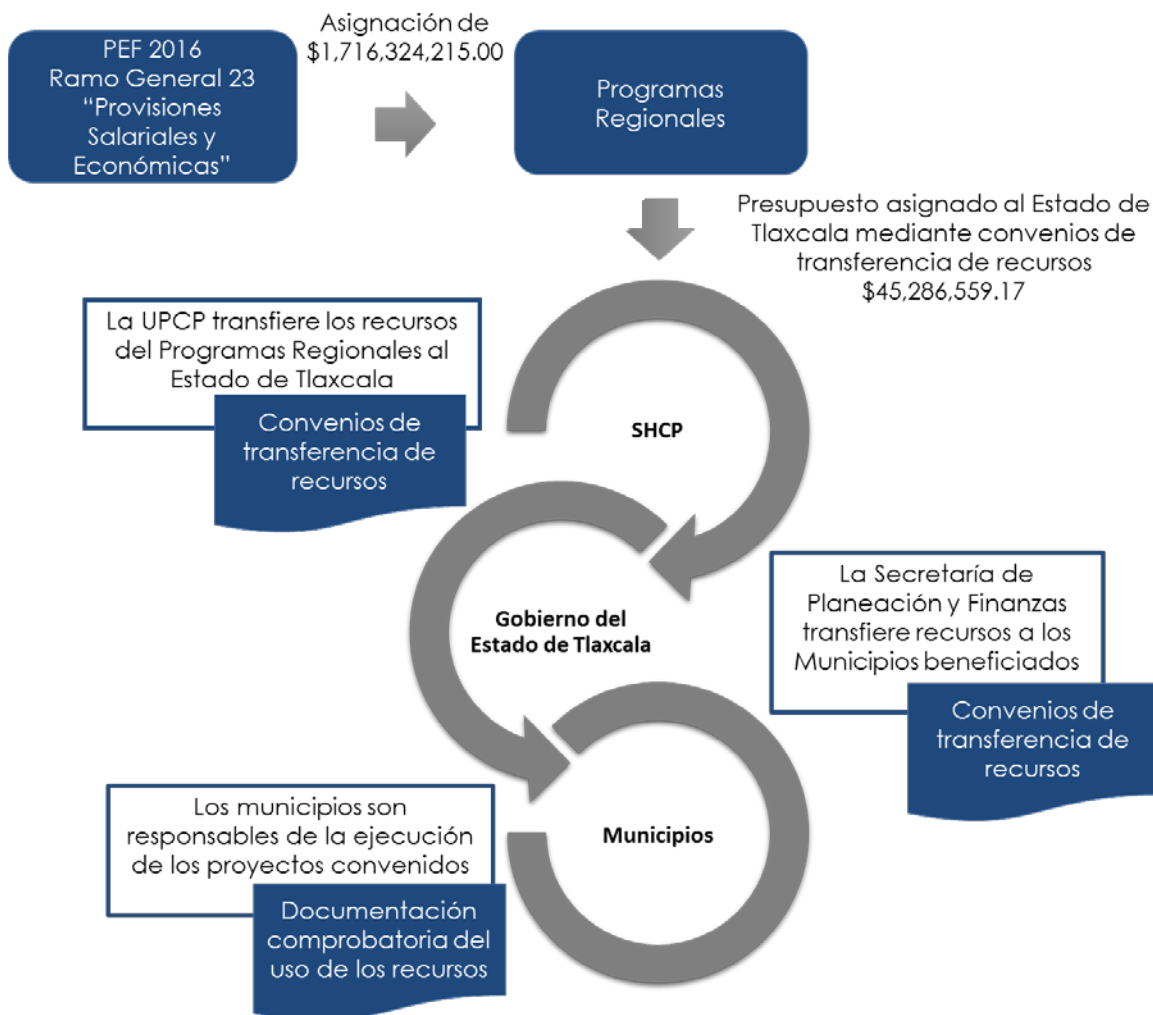 PEF 2016
Ramo General 23
“Provisiones
Salariales y
Económicas”
Asignación de
$1,716,324,215.00
Programas
Regionales
Presupuesto asignado al Estado de
Tlaxcala mediante convenios de
transferencia de recursos
$45,286,559.17
La UPCP transfiere los recursos
del Programas Regionales al
Estado de Tlaxcala
Convenios de
transferencia de
recursos
SHCP
Gobierno del
Estado de Tlaxcala
La Secretaría de
Planeación y Finanzas
transfiere recursos a los
Municipios beneficiados
Convenios de
transferencia de
recursos
Los municipios son
responsables de la ejecución
de los proyectos convenidos
Documentación
comprobatoria del
uso de los recursos
Municipios